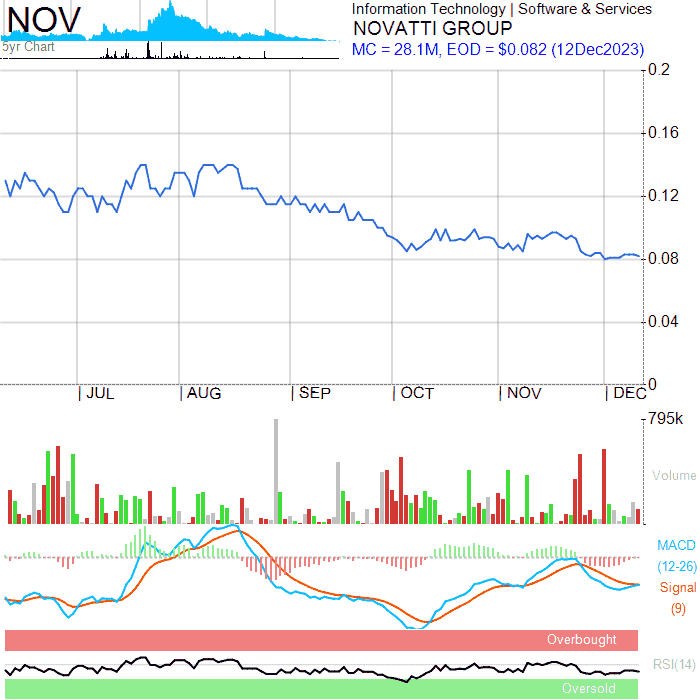 NOV
5yr Chart
Information Technology | Software & Services
NOVATTI GROUP
MC = 28.1M, EOD = $0.082 (12Dec2023)
0.2
0.16
0.12
0.08
0.04
0
| JUL | AUG | SEP | OCT | NOV | DEC
795k
Volume
MACD
(12-26)
Signal
(9)
Overbought
RSI(14)
Oversold